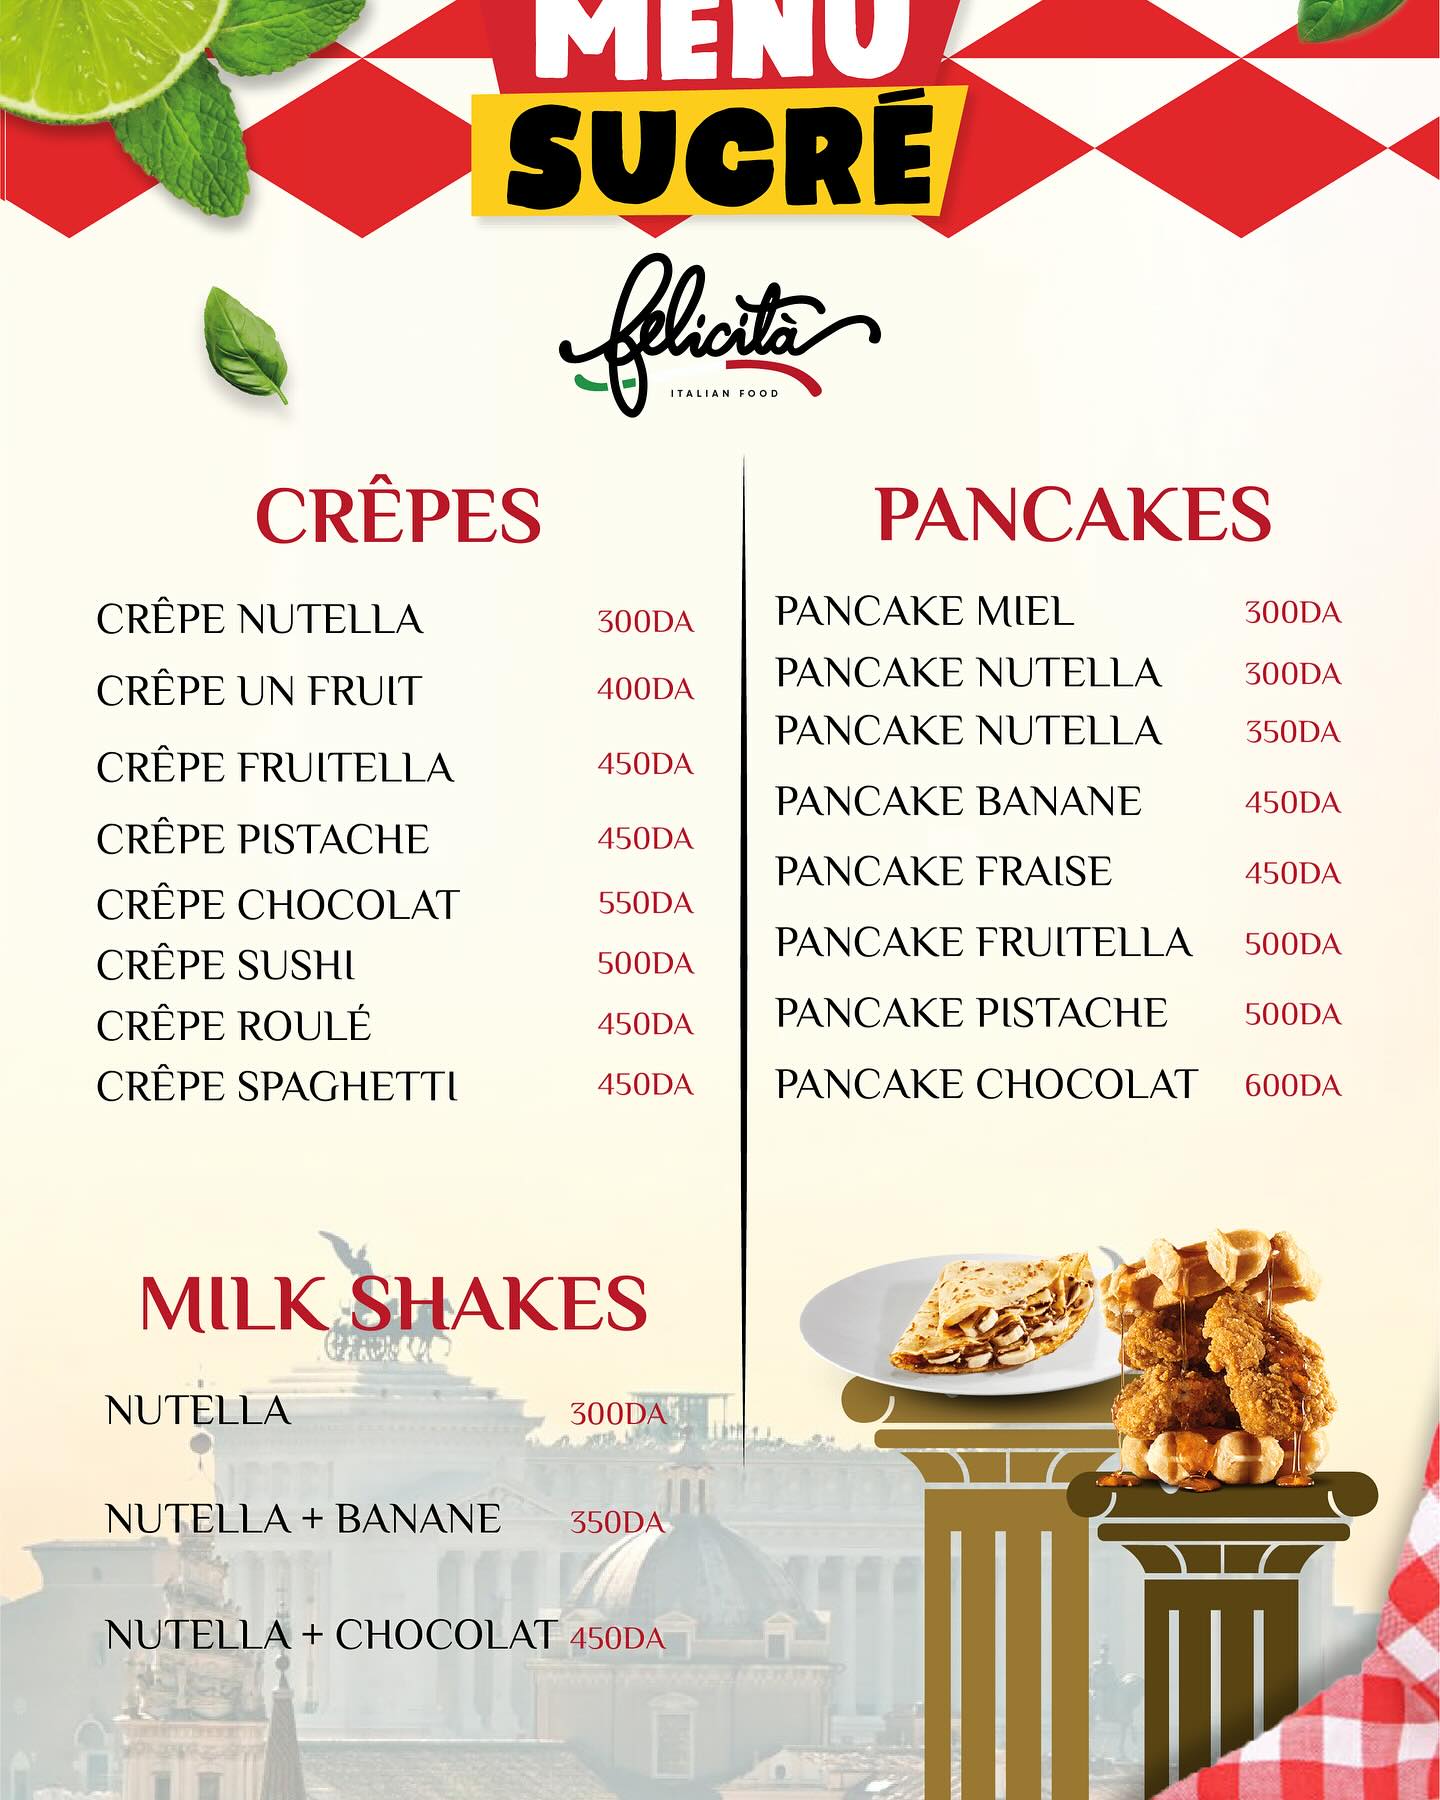 MENU
SUCRÉ
felicità
ITALIAN FOOD
CRÊPES
CRÊPE NUTELLA 300DA
CRÊPE UN FRUIT 400DA
CRÊPE FRUITELLA 450DA
CRÊPE PISTACHE 450DA
CRÊPE CHOCOLAT 550DA
CRÊPE SUSHI 500DA
CRÊPE ROULÉ 450DA
CRÊPE SPAGHETTI 450DA
PANCAKES
PANCAKE MIEL 300DA
PANCAKE NUTELLA 300DA
PANCAKE NUTELLA 350DA
PANCAKE BANANE 450DA
PANCAKE FRAISE 450DA
PANCAKE FRUITELLA 500DA
PANCAKE PISTACHE 500DA
PANCAKE CHOCOLAT 600DA
MILK SHAKES
NUTELLA 300DA
NUTELLA + BANANE 350DA
NUTELLA + CHOCOLAT 450DA